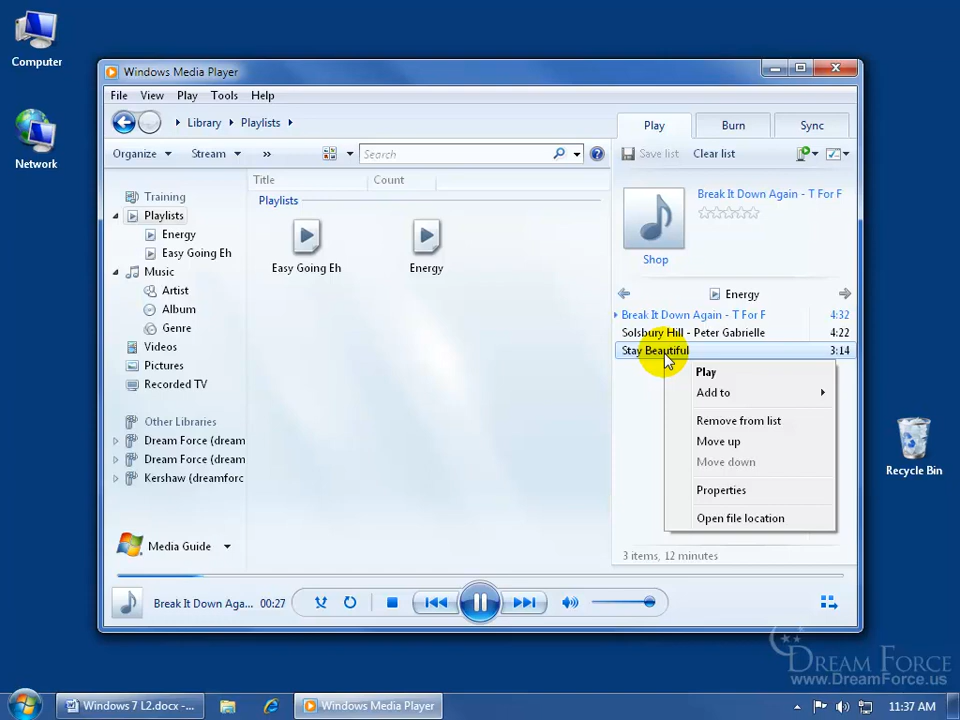 Computer
Network
Windows Media Player
File View Play Tools Help
Library Playlists
Play Burn Sync
Organize Stream » Search
Save list Clear list
Title Count
Training
Playlists
Energy
Easy Going Eh
Music
Artist
Album
Genre
Videos
Pictures
Recorded TV
Other Libraries
Dream Force (dream
Dream Force (dream
Kershaw (dreamforc
Media Guide
Playlists
Easy Going Eh
Energy
Break It Down Again - T For F
Shop
Energy
Break It Down Again - T For F 4:32
Solsbury Hill - Peter Gabrielle 4:22
Stay Beautiful 3:14
Play
Add to
Remove from list
Move up
Move down
Properties
Open file location
3 items, 12 minutes
Break It Down Aga... 00:27
Recycle Bin
DREAM FORCE
www.DreamForce.us
Windows 7 L2.docx -...
Windows Media Player
11:37 AM